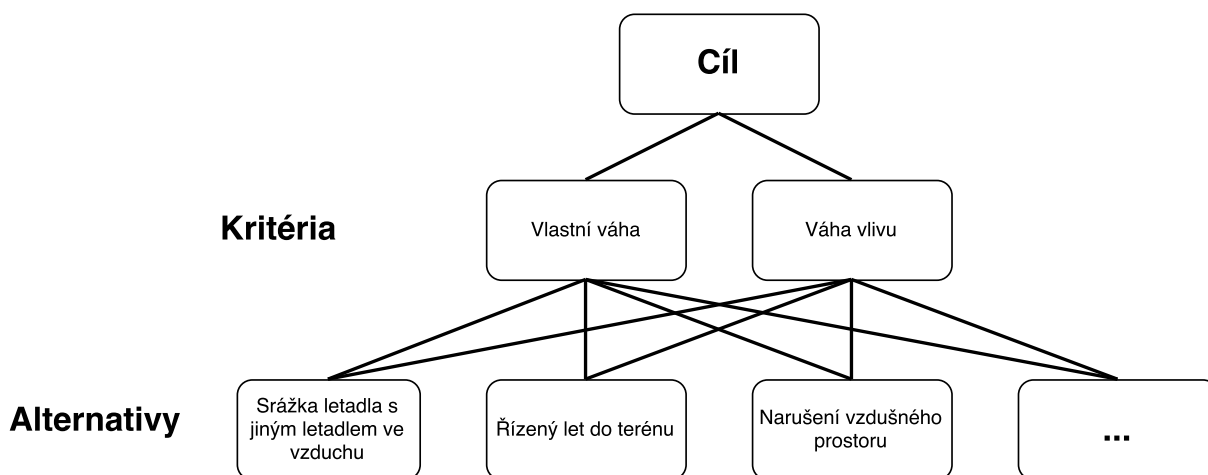 Cíl
Kritéria
Vlastní váha
Váha vlivu
Alternativy
Srážka letadla s
jiným letadlem ve
vzduchu
Řízený let do terénu
Narušení vzdušného
prostoru
...